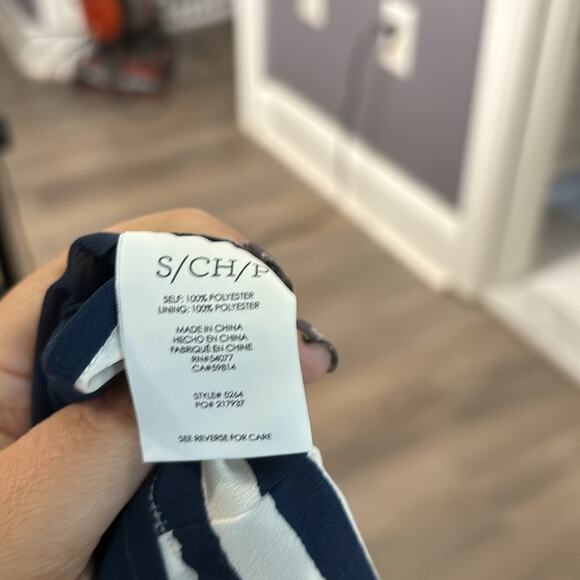 S/CH/P
SELF: 100% POLYESTER
LINING: 100% POLYESTER
MADE IN CHINA
HECHO EN CHINA
FABRIQUÉ EN CHINE
RN#54077
CA#59814
STYLE# 0264
PO# 217937
SEE REVERSE FOR CARE